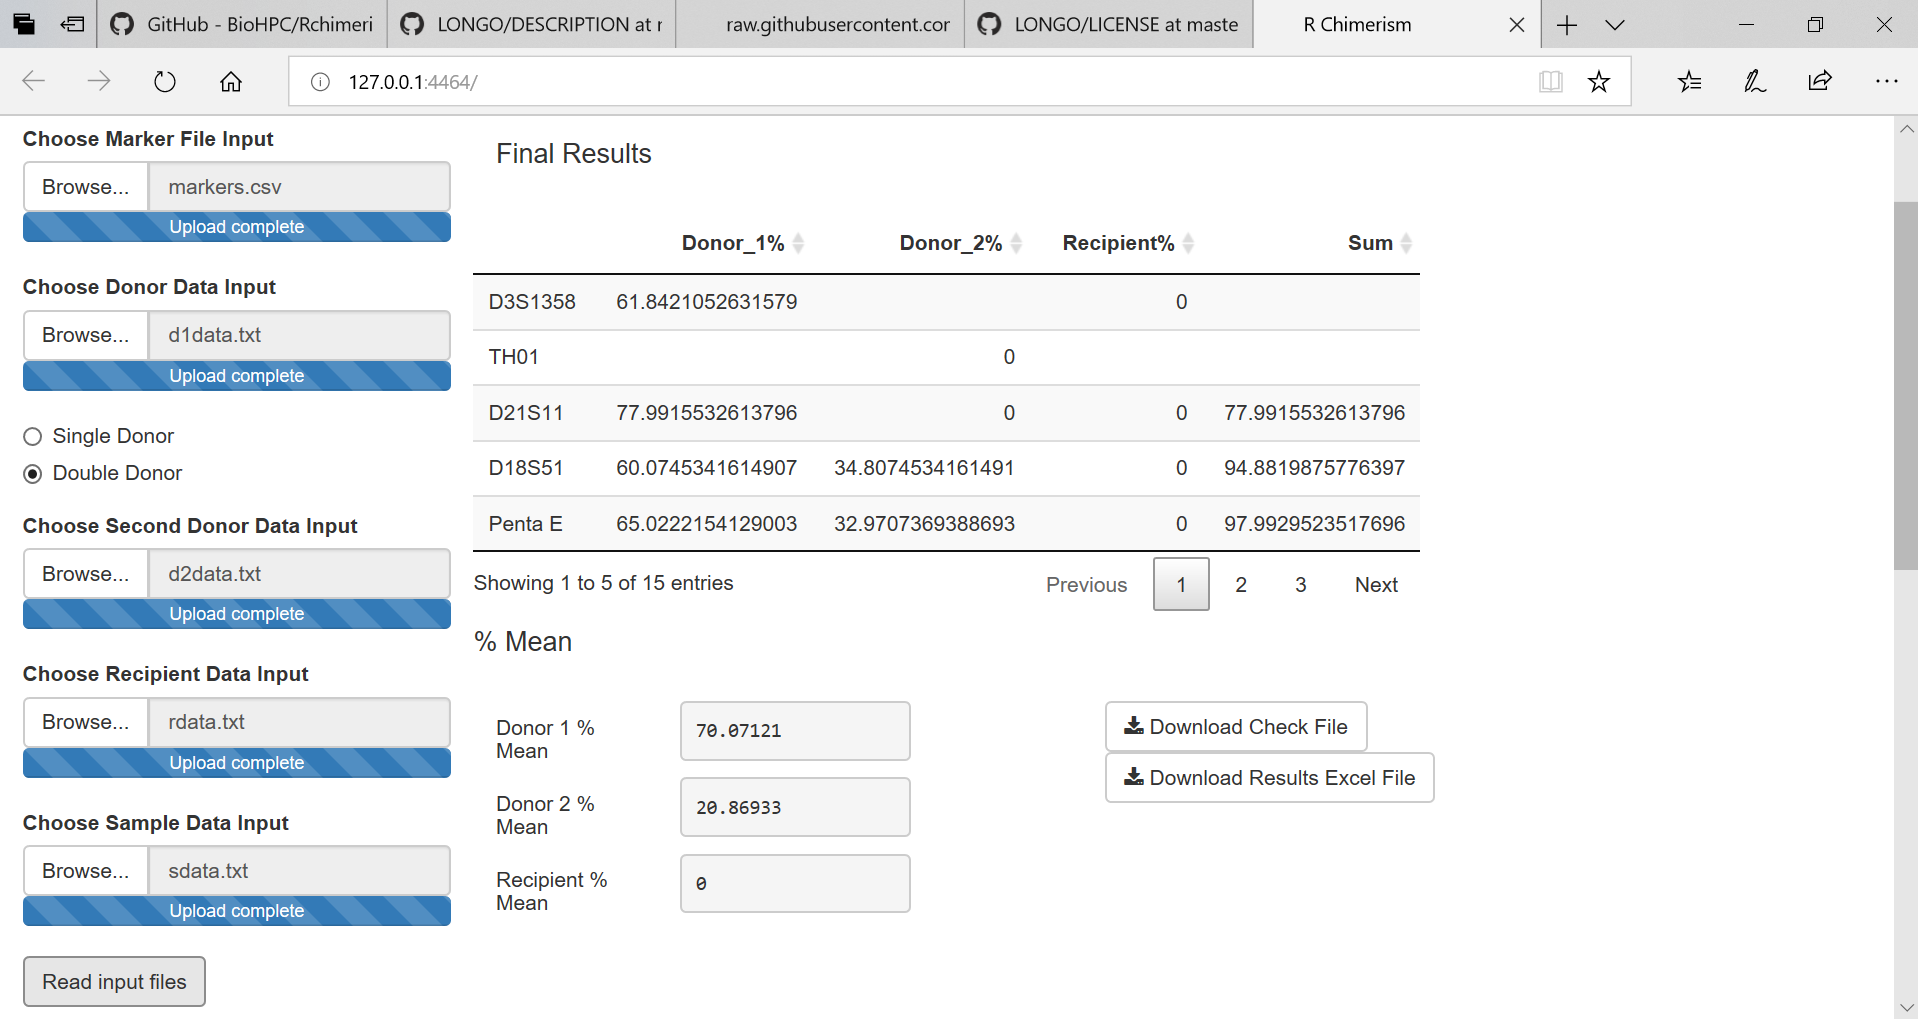 GitHub - BioHPC/Rchimeri
LONGO/DESCRIPTION at r
raw.githubusercontent.cor
LONGO/LICENSE at maste
R Chimerism
127.0.0.1:4464/
Choose Marker File Input
Browse... markers.csv
Upload complete
Choose Donor Data Input
Browse... d1data.txt
Upload complete
Single Donor
Double Donor
Choose Second Donor Data Input
Browse... d2data.txt
Upload complete
Choose Recipient Data Input
Browse... rdata.txt
Upload complete
Choose Sample Data Input
Browse... sdata.txt
Upload complete
Read input files
Final Results
Donor_1% Donor_2% Recipient% Sum
D3S1358 61.8421052631579 0
TH01 0
D21S11 77.9915532613796 0 0 77.9915532613796
D18S51 60.0745341614907 34.8074534161491 0 94.8819875776397
Penta E 65.0222154129003 32.9707369388693 0 97.9929523517696
Showing 1 to 5 of 15 entries
Previous 1 2 3 Next
% Mean
Donor 1 %
Mean
70.07121
Donor 2 %
Mean
20.86933
Recipient %
Mean
0
Download Check File
Download Results Excel File